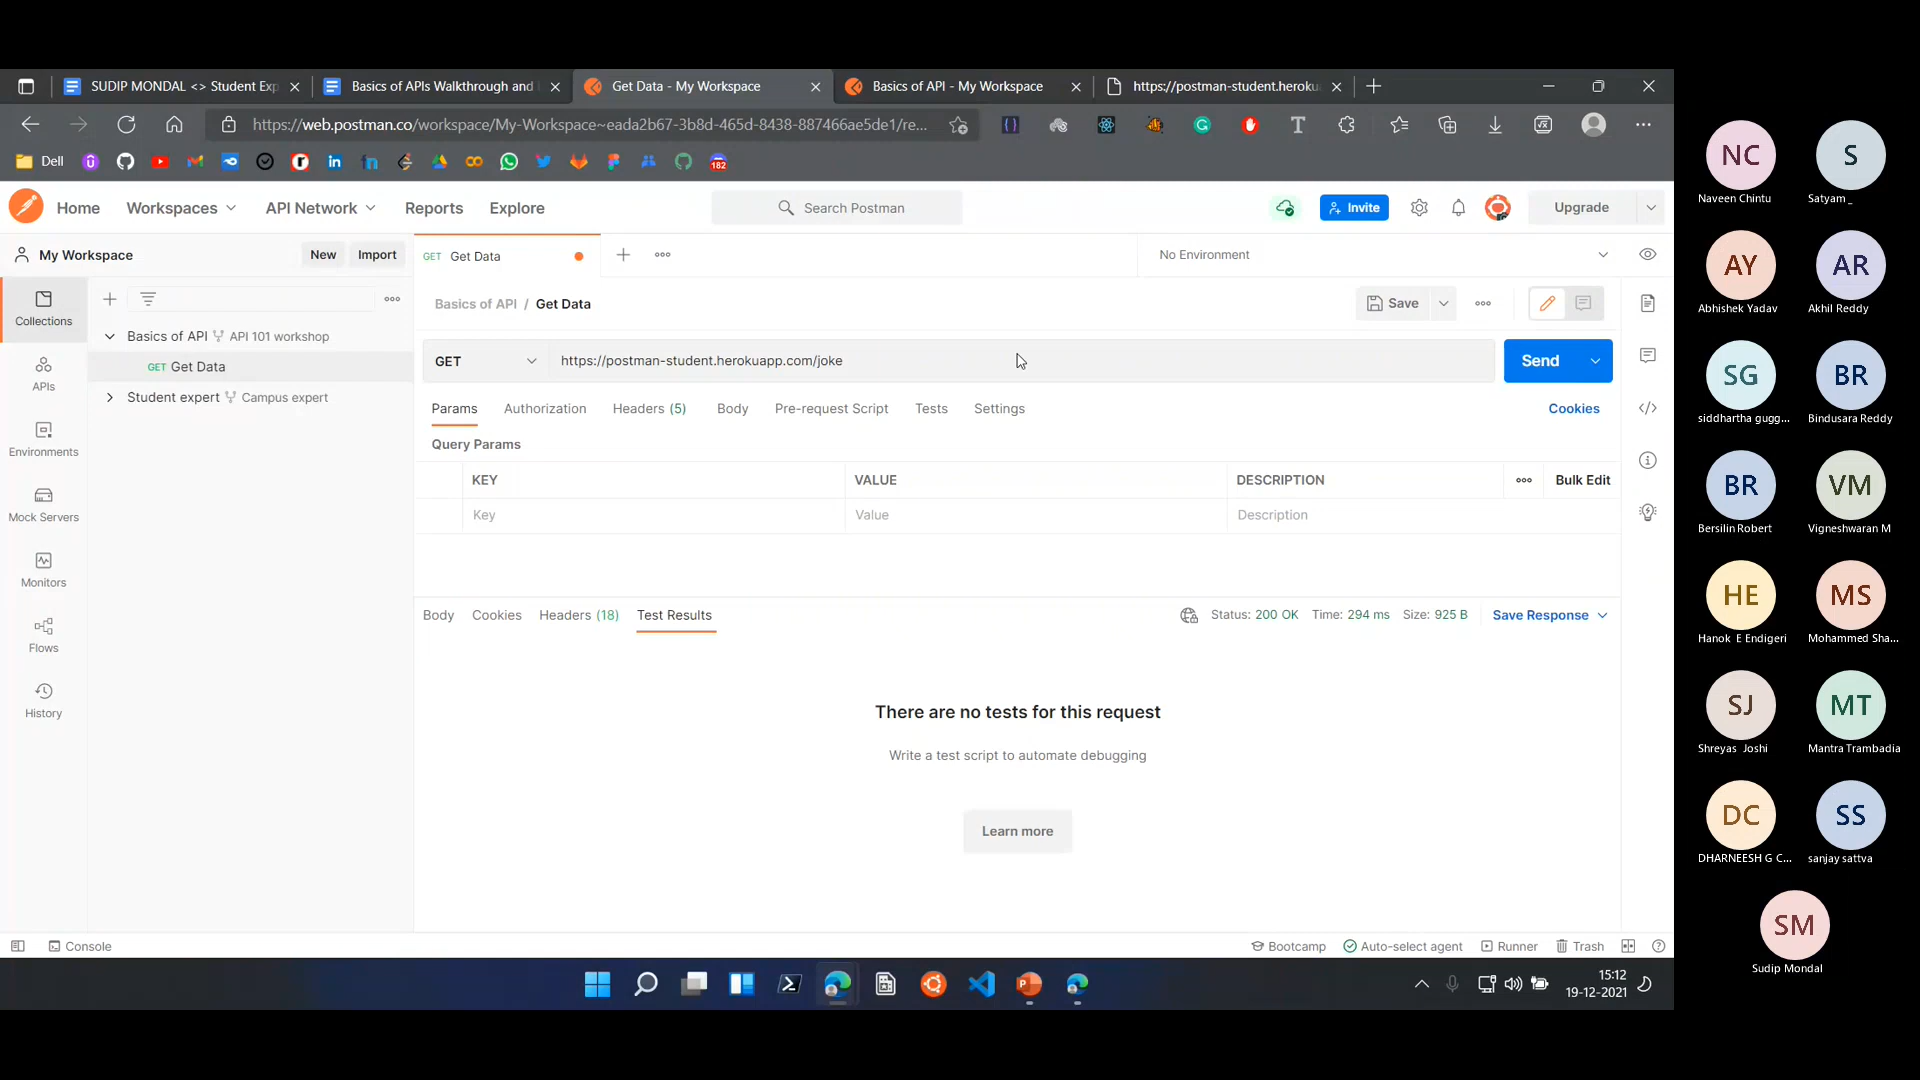 SUDIP MONDAL <> Student Exp
Basics of APIs Walkthrough and
Get Data - My Workspace
Basics of API - My Workspace
https://postman-student.heroku
https://web.postman.co/workspace/My-Workspace~eada2b67-3b8d-465d-8438-887466ae5de1/re...
Dell
182
Home
Workspaces
API Network
Reports
Explore
Search Postman
Invite
Upgrade
My Workspace
New
Import
GET Get Data
No Environment
Collections
Basics of API / Get Data
Save
Basics of API API 101 workshop
GET Get Data
Student expert Campus expert
APIs
Environments
Mock Servers
Monitors
Flows
History
GET
https://postman-student.herokuapp.com/joke
Send
Params
Authorization
Headers (5)
Body
Pre-request Script
Tests
Settings
Cookies
Query Params
KEY
VALUE
DESCRIPTION
Bulk Edit
Key
Value
Description
Body
Cookies
Headers (18)
Test Results
Status: 200 OK
Time: 294 ms
Size: 925 B
Save Response
There are no tests for this request
Write a test script to automate debugging
Learn more
Console
Bootcamp
Auto-select agent
Runner
Trash
15:12
19-12-2021
NC
Naveen Chintu
S
Satyam _
AY
Abhishek Yadav
AR
Akhil Reddy
SG
siddhartha gugg...
BR
Bindusara Reddy
BR
Bersilin Robert
VM
Vigneshwaran M
HE
Hanok E Endigeri
MS
Mohammed Sha...
SJ
Shreyas Joshi
MT
Mantra Trambadia
DC
DHARNEESH G C...
SS
sanjay sattva
SM
Sudip Mondal